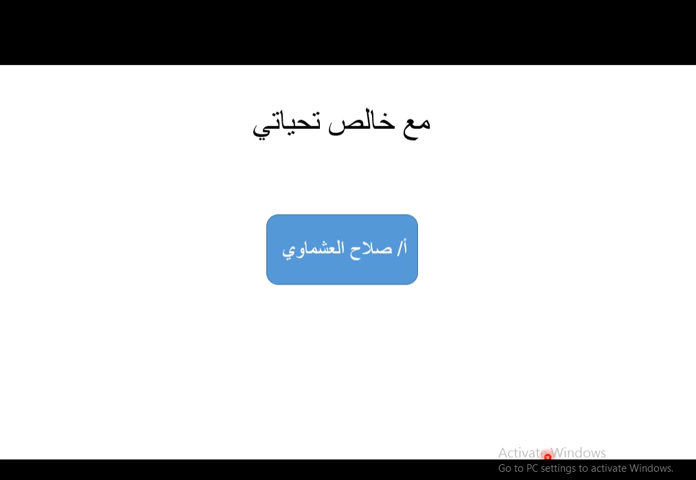 مع خالص تحياتي
أ/ صلاح العشماوي
Activate Windows
Go to PC settings to activate Windows.